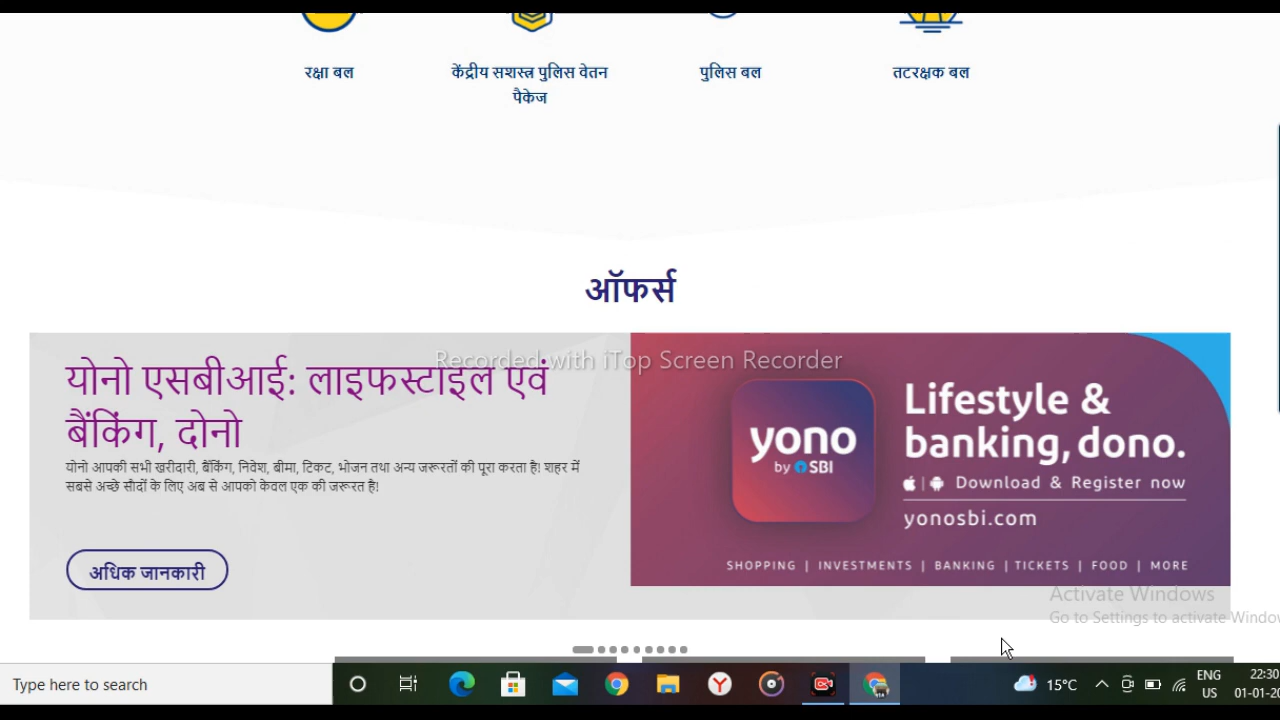 रक्षा बल
केंद्रीय सशस्त्र पुलिस वेतन
पैकेज
पुलिस बल
तटरक्षक बल
ऑफर्स
Recorded with iTop Screen Recorder
योनो एसबीआई: लाइफस्टाइल एवं
बैंकिंग, दोनो
योनो आपकी सभी खरीदारी, बैंकिंग, निवेश, बीमा, टिकट, भोजन तथा अन्य जरूरतों की पूरा करता है! शहर में
सबसे अच्छे सौदों के लिए अब से आपको केवल एक की जरूरत है!
अधिक जानकारी
yono
by SBI
Lifestyle &
banking, dono.
Download & Register now
yonosbi.com
SHOPPING | INVESTMENTS | BANKING | TICKETS | FOOD | MORE
Activate Windows
Go to Settings to activate Windo
Type here to search
15°C
ENG
US
22:30
01-01-20